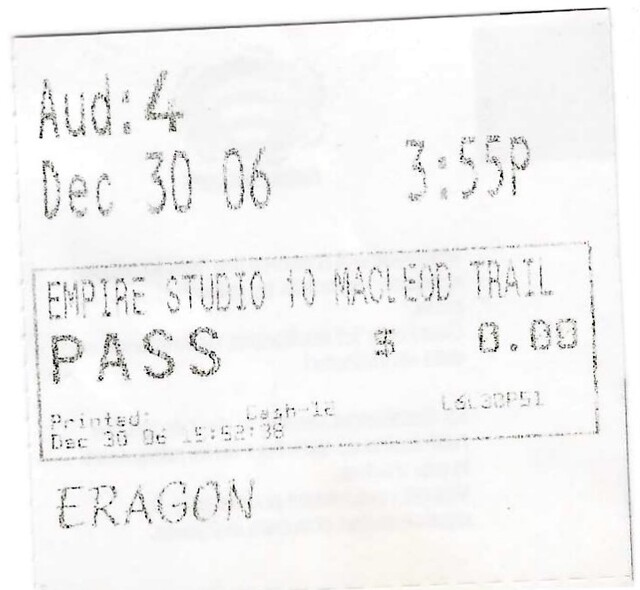 Aud:4
Dec 30 06 3:55P
EMPIRE STUDIO 10 MACLEOD TRAIL
PASS $ 0.00
Printed: Cash-12
Dec 30 06 15:52:38
ERAGON